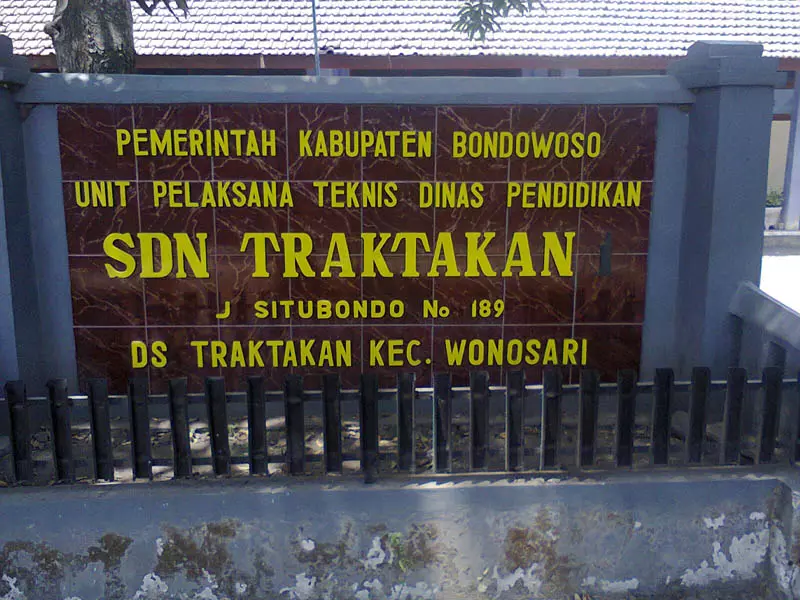 PEMERINTAH KABUPATEN BONDOWOSO
UNIT PELAKSANA TEKNIS DINAS PENDIDIKAN
SDN TRAKTAKAN
J SITUBONDO No 189
DS TRAKTAKAN KEC. WONOSARI